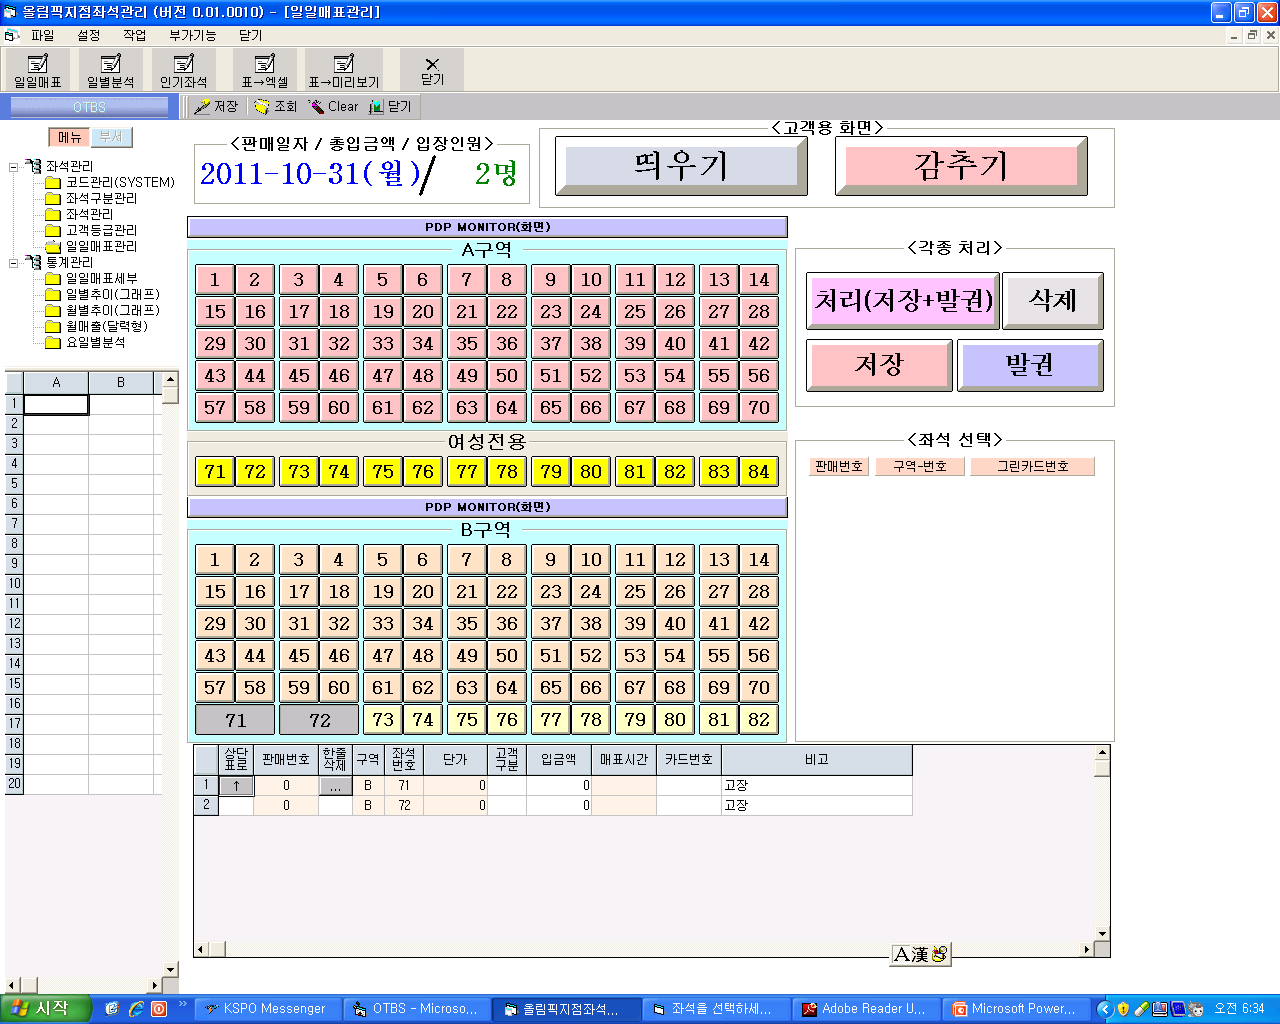 올림픽지점좌석관리 (버전 0.01.0010) - [일일매표관리]
파일 설정 작업 부가기능 닫기
일일매표 일별분석 인기좌석 표→엑셀 표→미리보기 닫기
OTBS 저장 조회 Clear 닫기
메뉴 부서
좌석관리
코드관리(SYSTEM)
좌석구분관리
좌석관리
고객등급관리
일일매표관리
통계관리
일일매표세부
일별추이(그래프)
월별추이(그래프)
월매출(달력형)
요일별분석
A B
1
2
3
4
5
6
7
8
9
10
11
12
13
14
15
16
17
18
19
20
<판매일자 / 총입금액 / 입장인원>
2011-10-31(월)/ 2명
<고객용 화면>
띄우기 감추기
PDP MONITOR(화면)
A구역
1 2 3 4 5 6 7 8 9 10 11 12 13 14
15 16 17 18 19 20 21 22 23 24 25 26 27 28
29 30 31 32 33 34 35 36 37 38 39 40 41 42
43 44 45 46 47 48 49 50 51 52 53 54 55 56
57 58 59 60 61 62 63 64 65 66 67 68 69 70
여성전용
71 72 73 74 75 76 77 78 79 80 81 82 83 84
PDP MONITOR(화면)
B구역
1 2 3 4 5 6 7 8 9 10 11 12 13 14
15 16 17 18 19 20 21 22 23 24 25 26 27 28
29 30 31 32 33 34 35 36 37 38 39 40 41 42
43 44 45 46 47 48 49 50 51 52 53 54 55 56
57 58 59 60 61 62 63 64 65 66 67 68 69 70
71 72 73 74 75 76 77 78 79 80 81 82
<각종 처리>
처리(저장+발권) 삭제
저장 발권
<좌석 선택>
판매번호 구역-번호 그린카드번호
상단표로 판매번호 한줄삭제 구역 좌석번호 단가 고객구분 입금액 매표시간 카드번호 비고
1 ↑ 0 ... B 71 0 0 고장
2 0 B 72 0 0 고장
A漢
시작 KSPO Messenger OTBS - Microso... 올림픽지점좌석... 좌석을 선택하세... Adobe Reader U... Microsoft Power... 오전 6:34